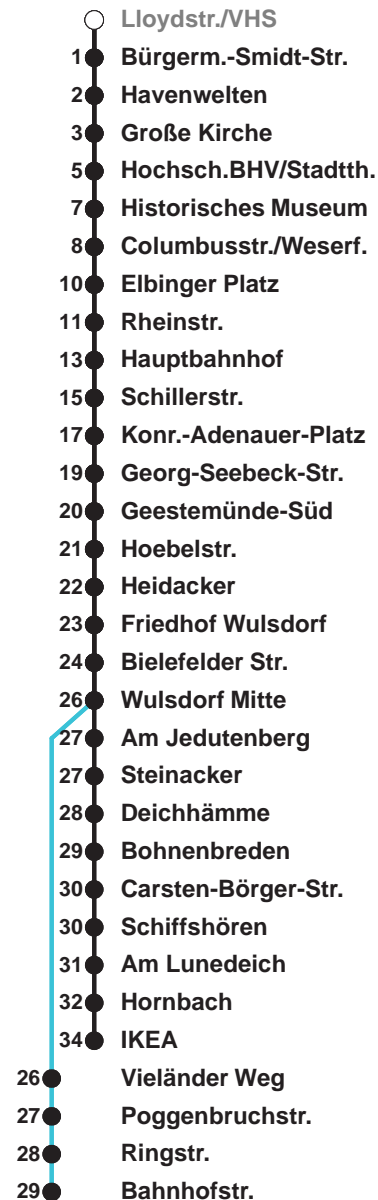 Lloydstr./VHS
1 Bürgerm.-Smidt-Str.
2 Havenwelten
3 Große Kirche
5 Hochsch.BHV/Stadtth.
7 Historisches Museum
8 Columbusstr./Weserf.
10 Elbinger Platz
11 Rheinstr.
13 Hauptbahnhof
15 Schillerstr.
17 Konr.-Adenauer-Platz
19 Georg-Seebeck-Str.
20 Geestemünde-Süd
21 Hoebelstr.
22 Heidacker
23 Friedhof Wulsdorf
24 Bielefelder Str.
26 Wulsdorf Mitte
27 Am Jedutenberg
27 Steinacker
28 Deichhämme
29 Bohnenbreden
30 Carsten-Börger-Str.
30 Schiffshören
31 Am Lunedeich
32 Hornbach
34 IKEA
26 Vieländer Weg
27 Poggenbruchstr.
28 Ringstr.
29 Bahnhofstr.